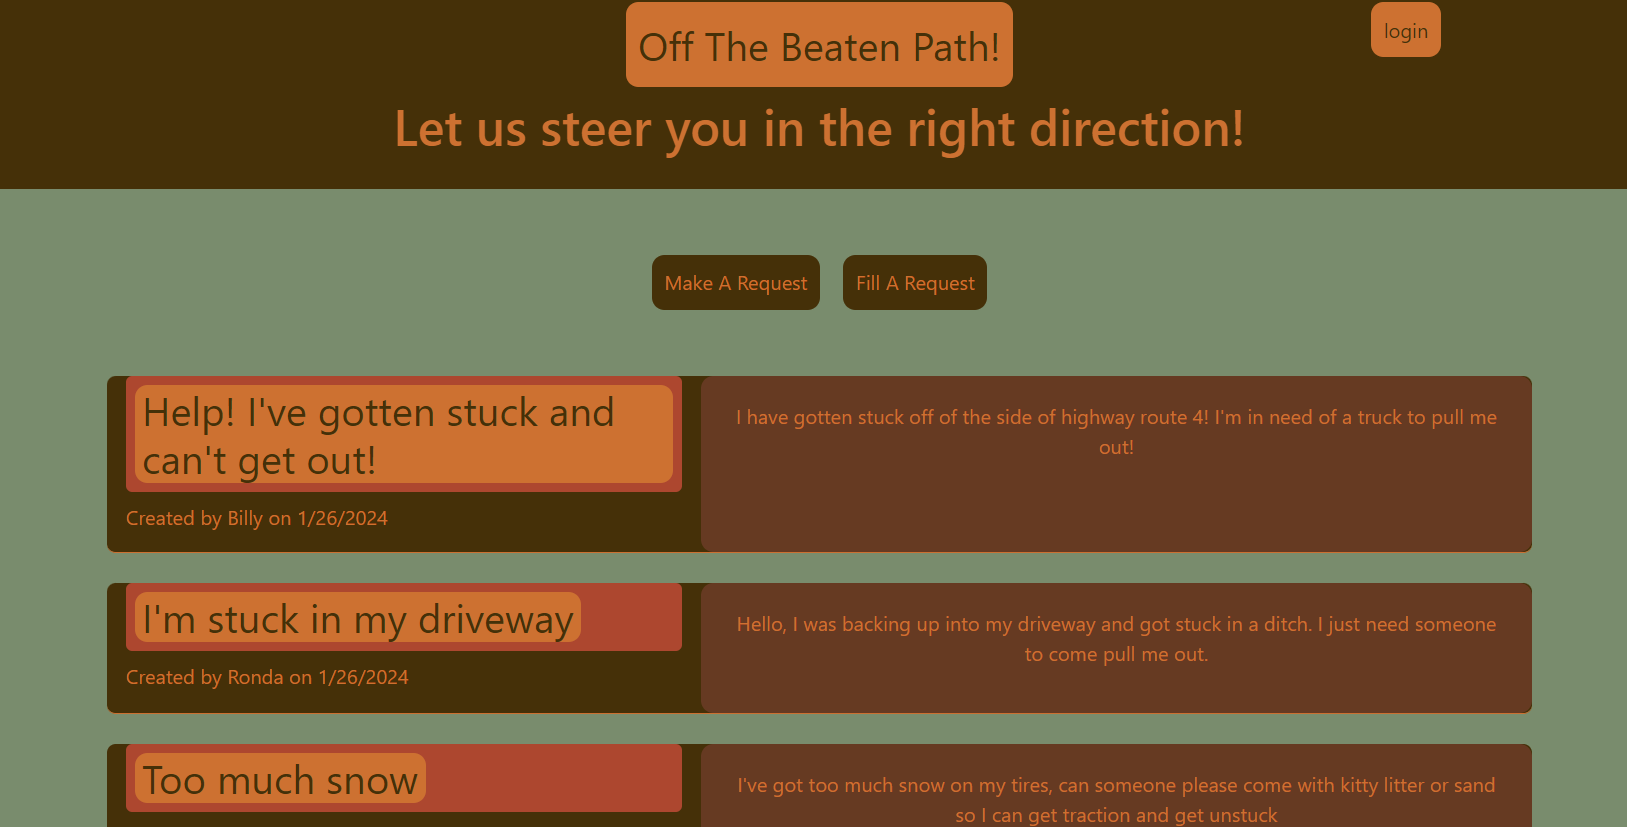 Off The Beaten Path!
login
Let us steer you in the right direction!
Make A Request
Fill A Request
Help! I've gotten stuck and
can't get out!
Created by Billy on 1/26/2024
I have gotten stuck off of the side of highway route 4! I'm in need of a truck to pull me
out!
I'm stuck in my driveway
Created by Ronda on 1/26/2024
Hello, I was backing up into my driveway and got stuck in a ditch. I just need someone
to come pull me out.
Too much snow
I've got too much snow on my tires, can someone please come with kitty litter or sand
so I can get traction and get unstuck